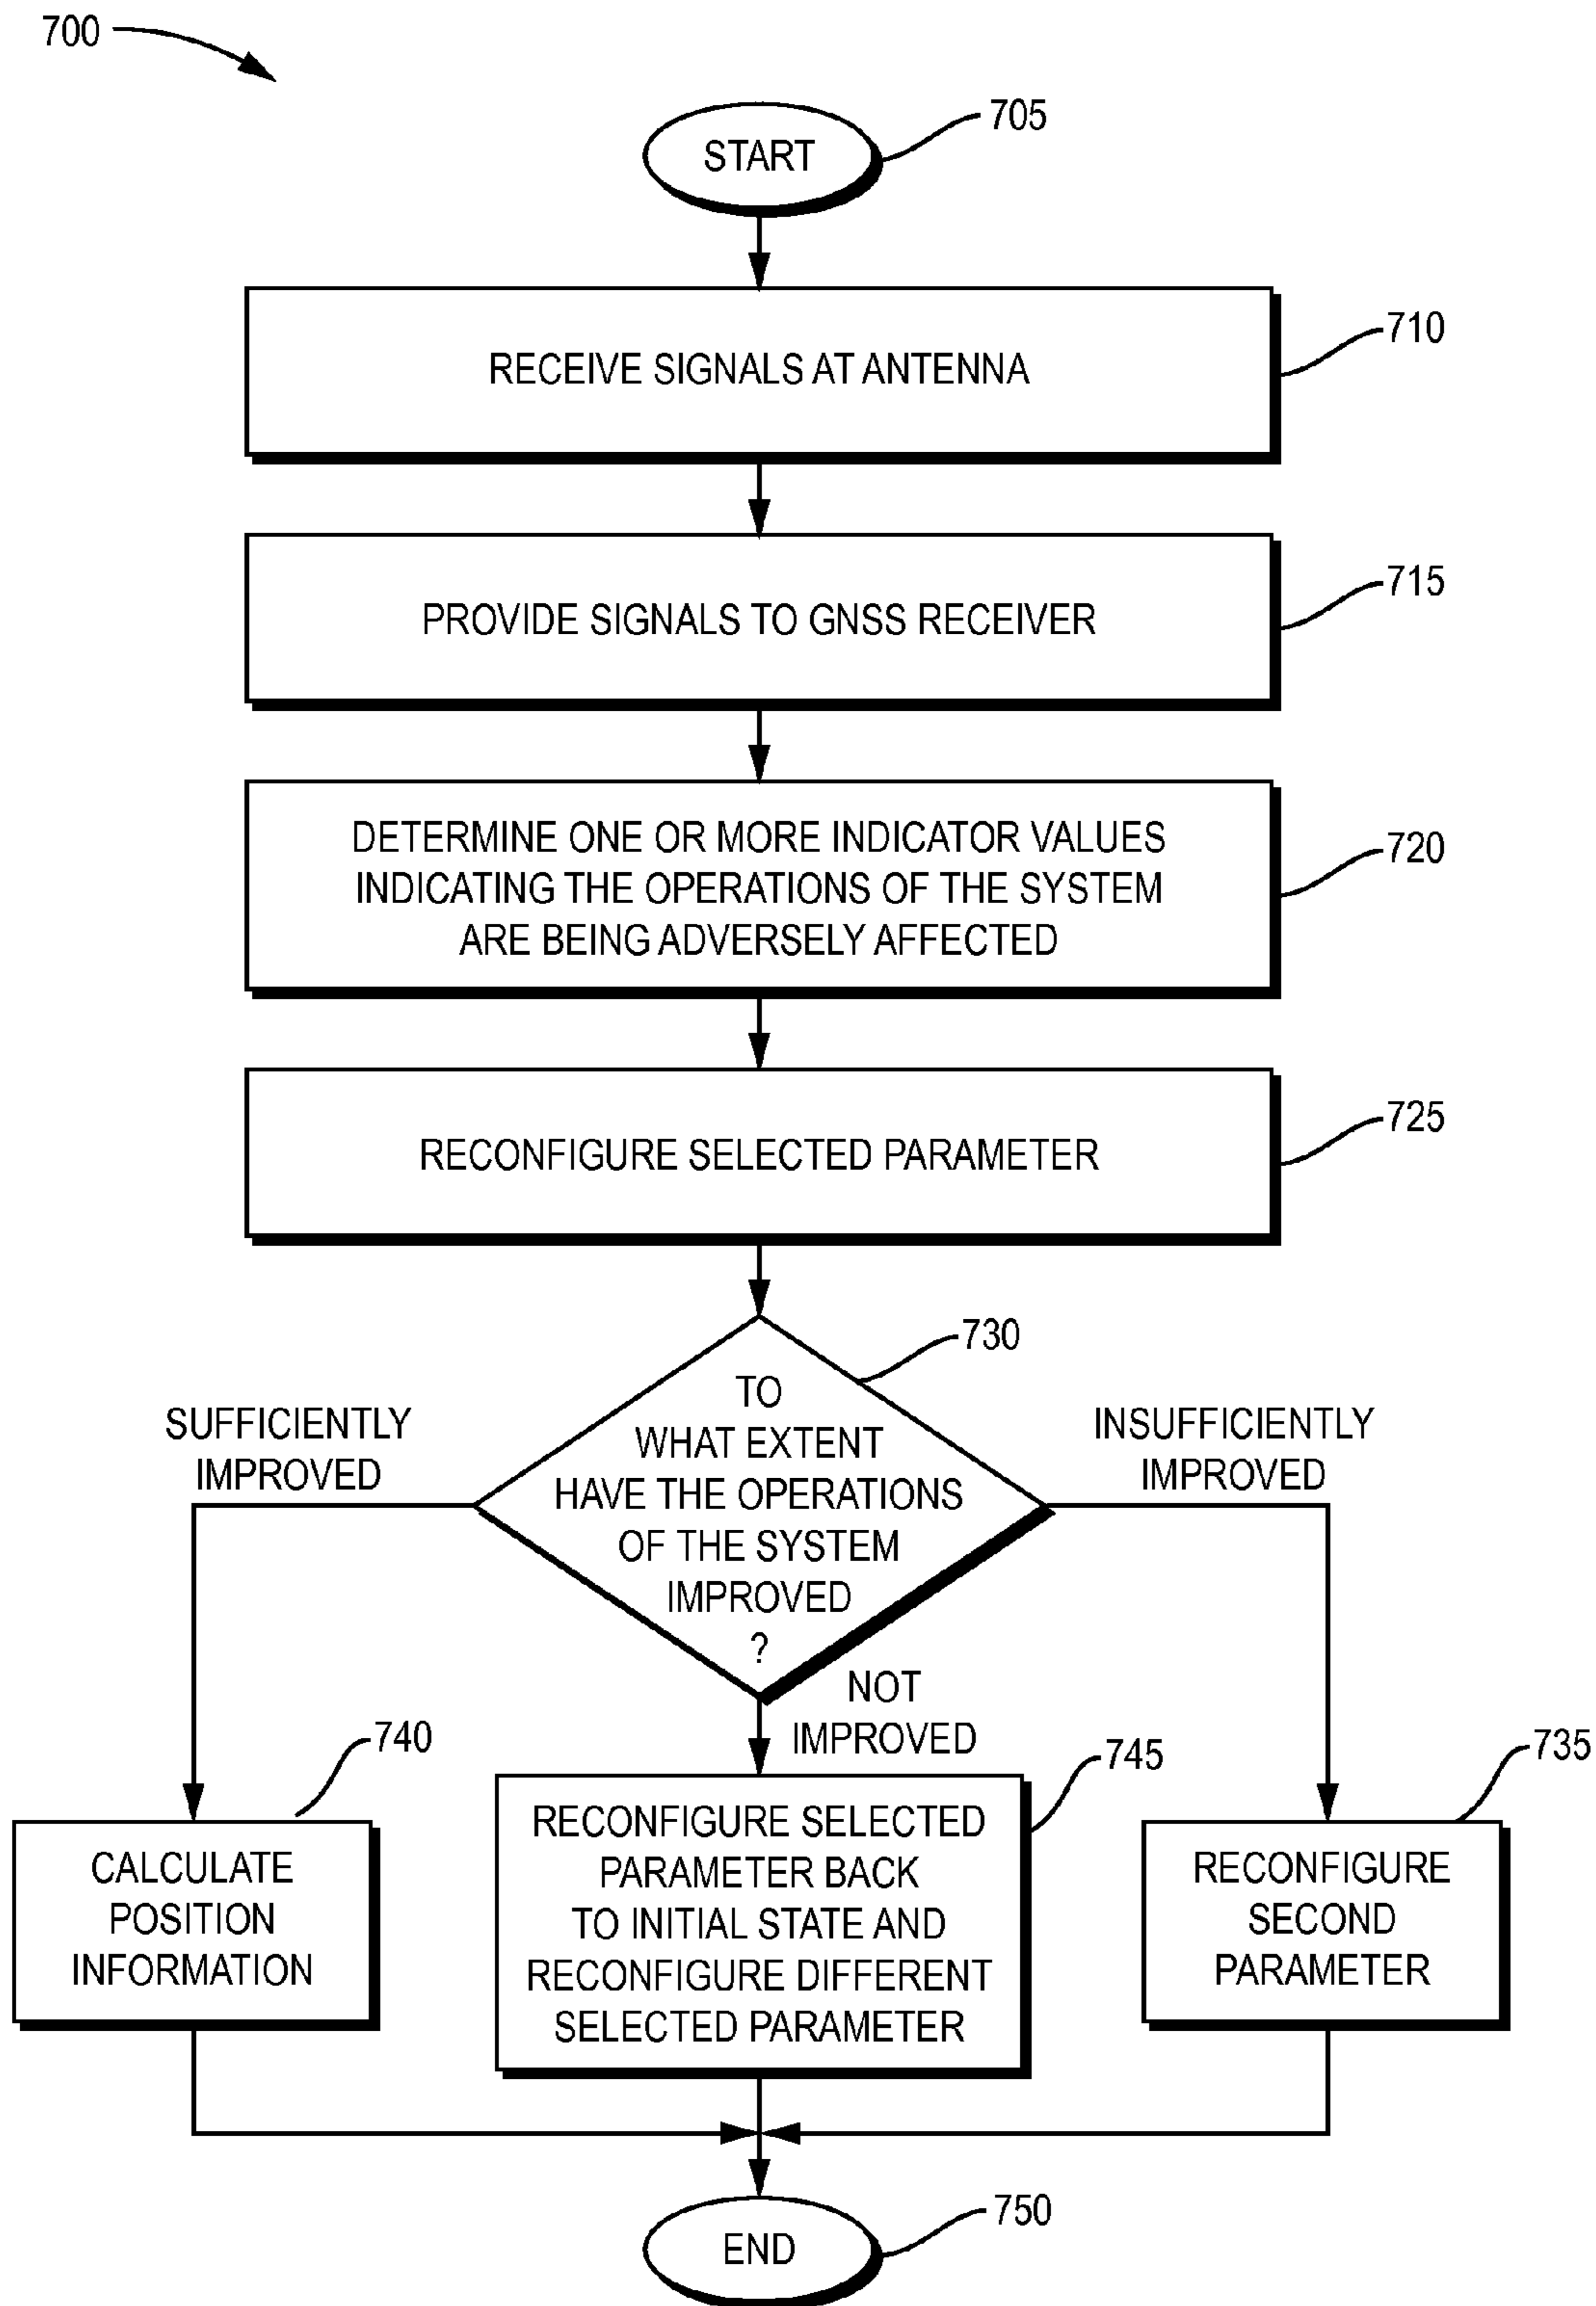 700
START
705
RECEIVE SIGNALS AT ANTENNA
710
PROVIDE SIGNALS TO GNSS RECEIVER
715
DETERMINE ONE OR MORE INDICATOR VALUES
INDICATING THE OPERATIONS OF THE SYSTEM
ARE BEING ADVERSELY AFFECTED
720
RECONFIGURE SELECTED PARAMETER
725
730
TO
WHAT EXTENT
HAVE THE OPERATIONS
OF THE SYSTEM
IMPROVED
?
SUFFICIENTLY
IMPROVED
INSUFFICIENTLY
IMPROVED
NOT
IMPROVED
740
CALCULATE
POSITION
INFORMATION
745
RECONFIGURE SELECTED
PARAMETER BACK
TO INITIAL STATE AND
RECONFIGURE DIFFERENT
SELECTED PARAMETER
735
RECONFIGURE
SECOND
PARAMETER
END
750